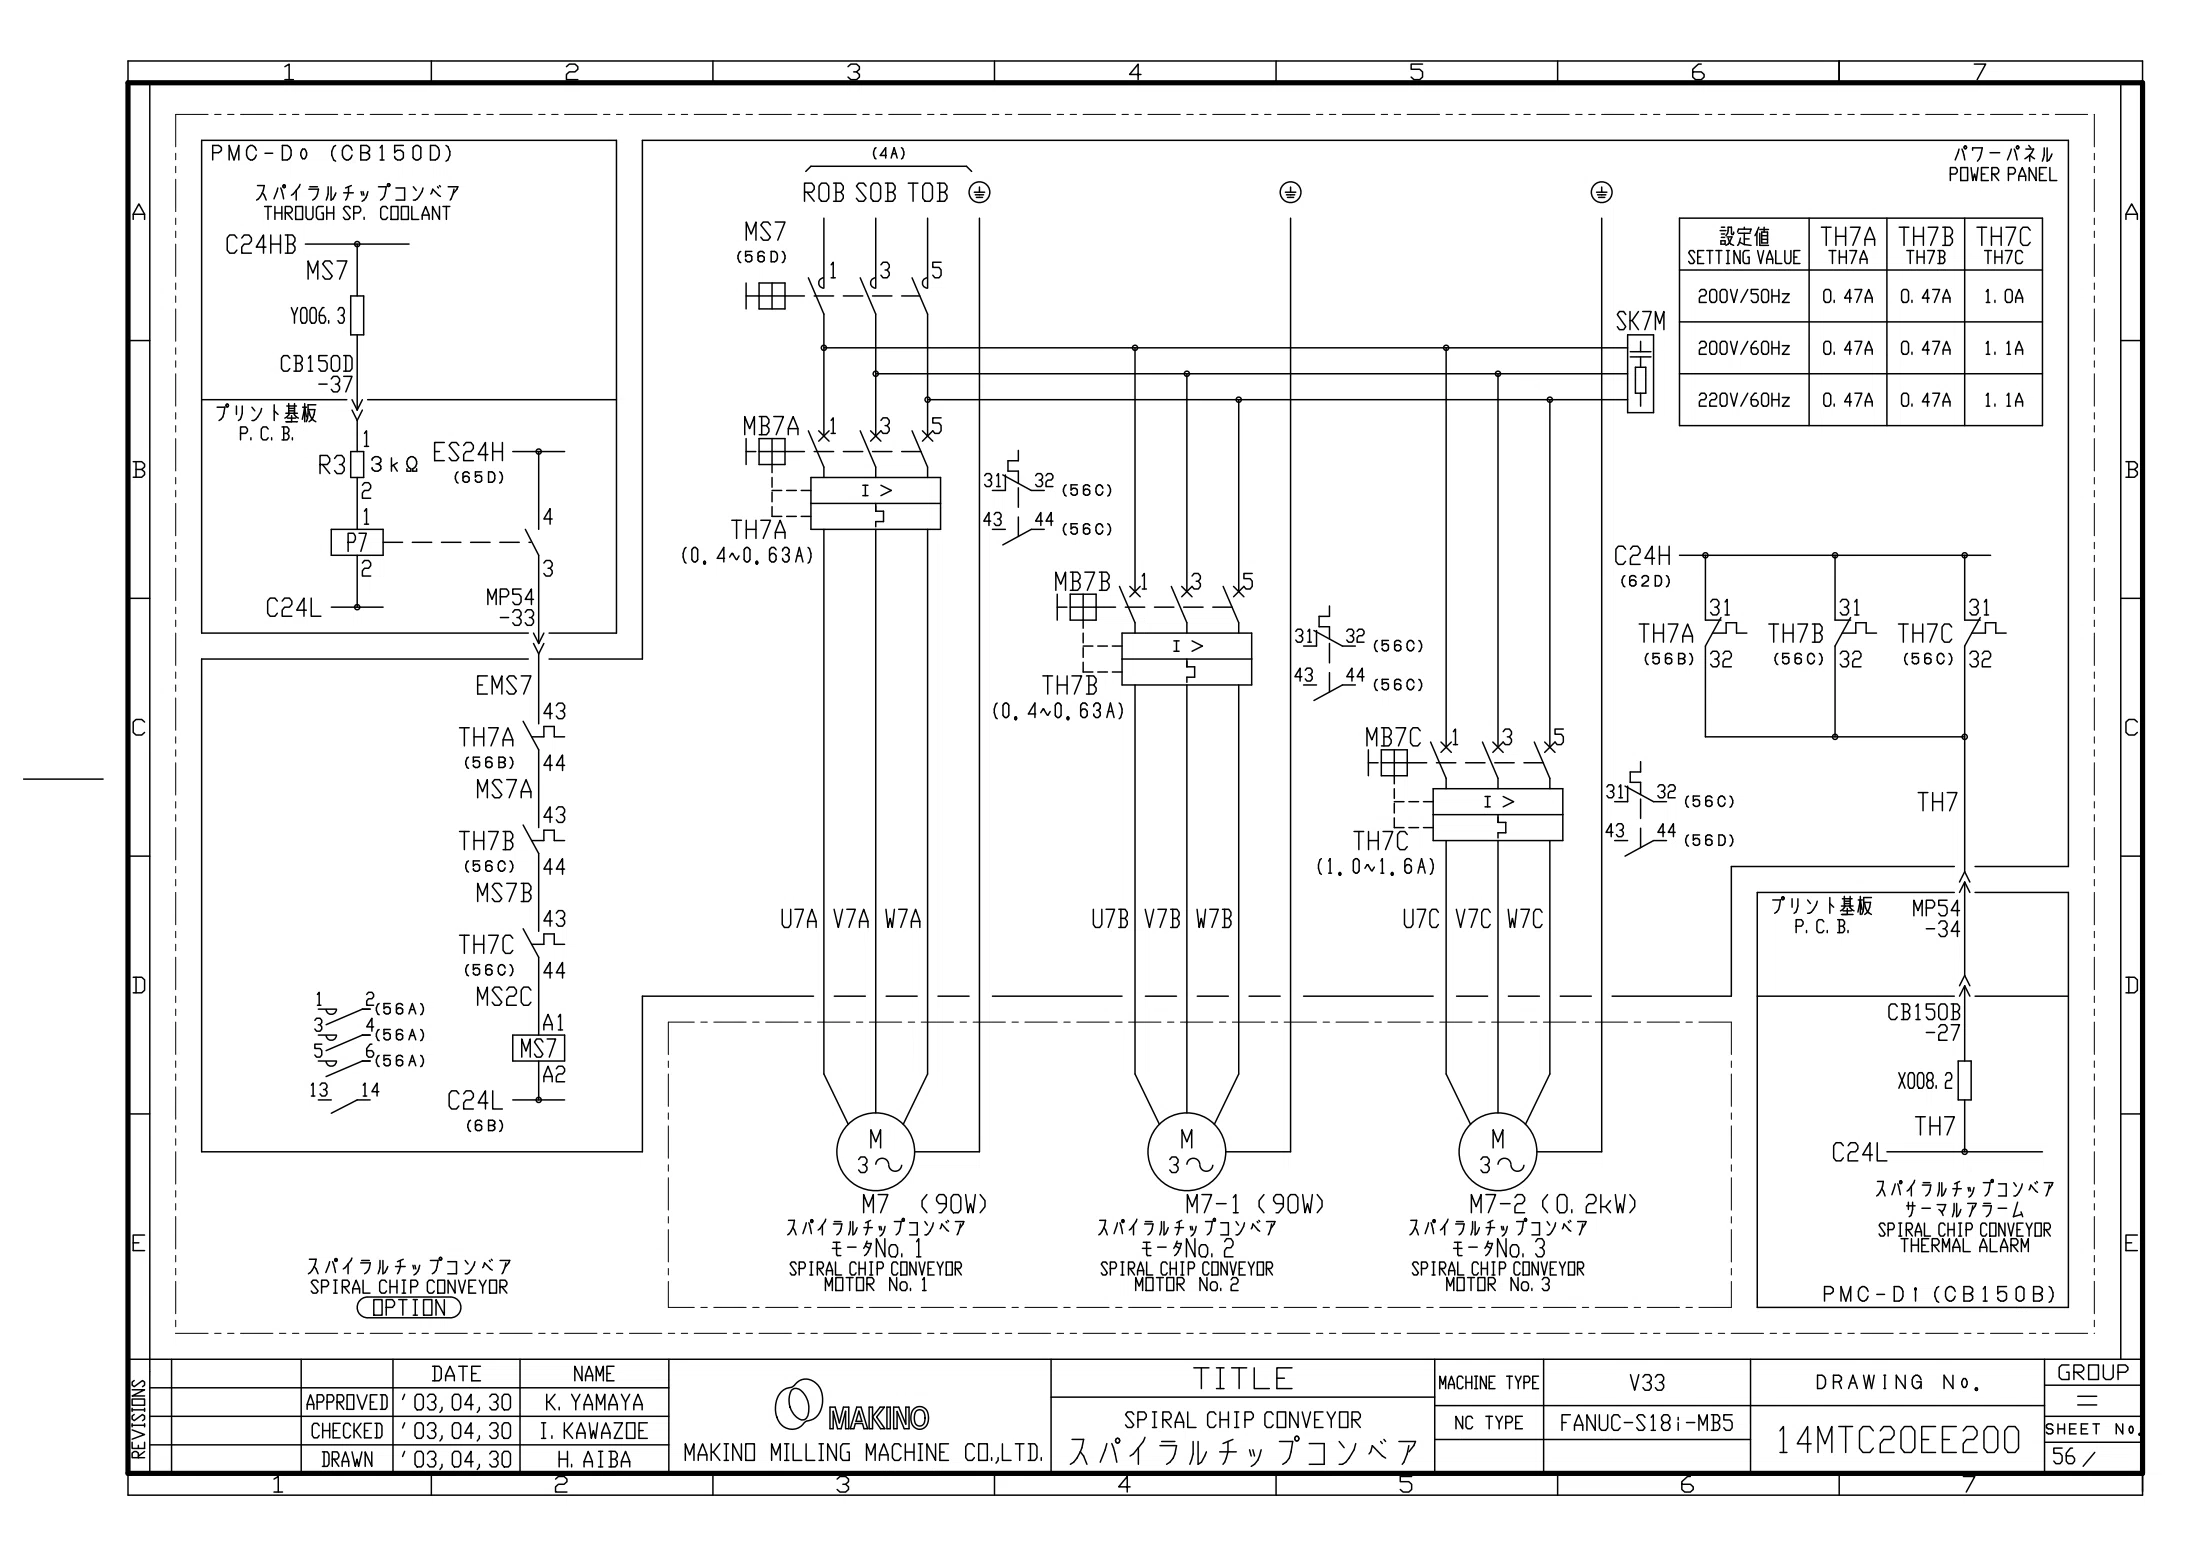 1 2 3 4 5 6 7
A
B
C
D
E
PMC-Do (CB150D)
スパイラルチップコンベア
THROUGH SP. COOLANT
C24HB
MS7
Y006.3
CB150D
-37
プリント基板
P.C.B.
1
R3 3kΩ
2
1
P7
2
C24L
ES24H
(65D)
4
3
MP54
-33
EMS7
43
TH7A
(56B) 44
MS7A
43
TH7B
(56C) 44
MS7B
43
TH7C
(56C) 44
MS2C
A1
MS7
A2
C24L
(6B)
1 2 (56A)
3 4 (56A)
5 6 (56A)
13 14
スパイラルチップコンベア
SPIRAL CHIP CONVEYOR
OPTION
(4A)
R0B S0B T0B
MS7
(56D)
1 3 5
MB7A 1 3 5
I >
TH7A
(0.4~0.63A)
31 32 (56C)
43 44 (56C)
MB7B 1 3 5
I >
TH7B
(0.4~0.63A)
31 32 (56C)
43 44 (56C)
MB7C 1 3 5
I >
TH7C
(1.0~1.6A)
31 32 (56C)
43 44 (56D)
SK7M
U7A V7A W7A
U7B V7B W7B
U7C V7C W7C
M
3
M7 (90W)
スパイラルチップコンベア
モータNo.1
SPIRAL CHIP CONVEYOR
MOTOR No.1
M
3
M7-1 (90W)
スパイラルチップコンベア
モータNo.2
SPIRAL CHIP CONVEYOR
MOTOR No.2
M
3
M7-2 (0.2kW)
スパイラルチップコンベア
モータNo.3
SPIRAL CHIP CONVEYOR
MOTOR No.3
パワーパネル
POWER PANEL
設定値 TH7A TH7B TH7C
SETTING VALUE TH7A TH7B TH7C
200V/50Hz 0.47A 0.47A 1.0A
200V/60Hz 0.47A 0.47A 1.1A
220V/60Hz 0.47A 0.47A 1.1A
C24H
(62D)
31 31 31
TH7A TH7B TH7C
(56B) 32 (56C) 32 (56C) 32
TH7
プリント基板
P.C.B.
MP54
-34
CB150B
-27
X008.2
TH7
C24L
スパイラルチップコンベア
サーマルアラーム
SPIRAL CHIP CONVEYOR
THERMAL ALARM
PMC-Di (CB150B)
A
B
C
D
E
REVISIONS
DATE NAME
APPROVED '03,04,30 K. YAMAYA
CHECKED '03,04,30 I. KAWAZOE
DRAWN '03,04,30 H. AIBA
MAKINO
MAKINO MILLING MACHINE CO.,LTD.
TITLE
SPIRAL CHIP CONVEYOR
スパイラルチップコンベア
MACHINE TYPE V33
NC TYPE FANUC-S18i-MB5
DRAWING No.
14MTC20EE200
GROUP
=
SHEET No.
56/
1 2 3 4 5 6 7